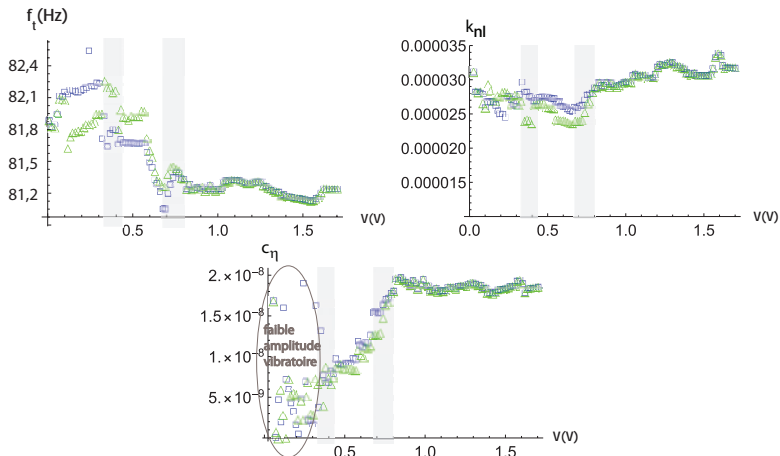 f_t(Hz)
82,4
82,1
81,8
81,5
81,2
0.5
1.0
1.5
V(V)
k_nl
0.000035
0.000030
0.000025
0.000012
0.000015
0.0
0.5
1.0
1.5
V(V)
c_η
2. × 10^-8
1.5 × 10^-8
1. × 10^-8
5. × 10^-9
faible
amplitude
vibratoire
0.5
1.0
1.5
V(V)